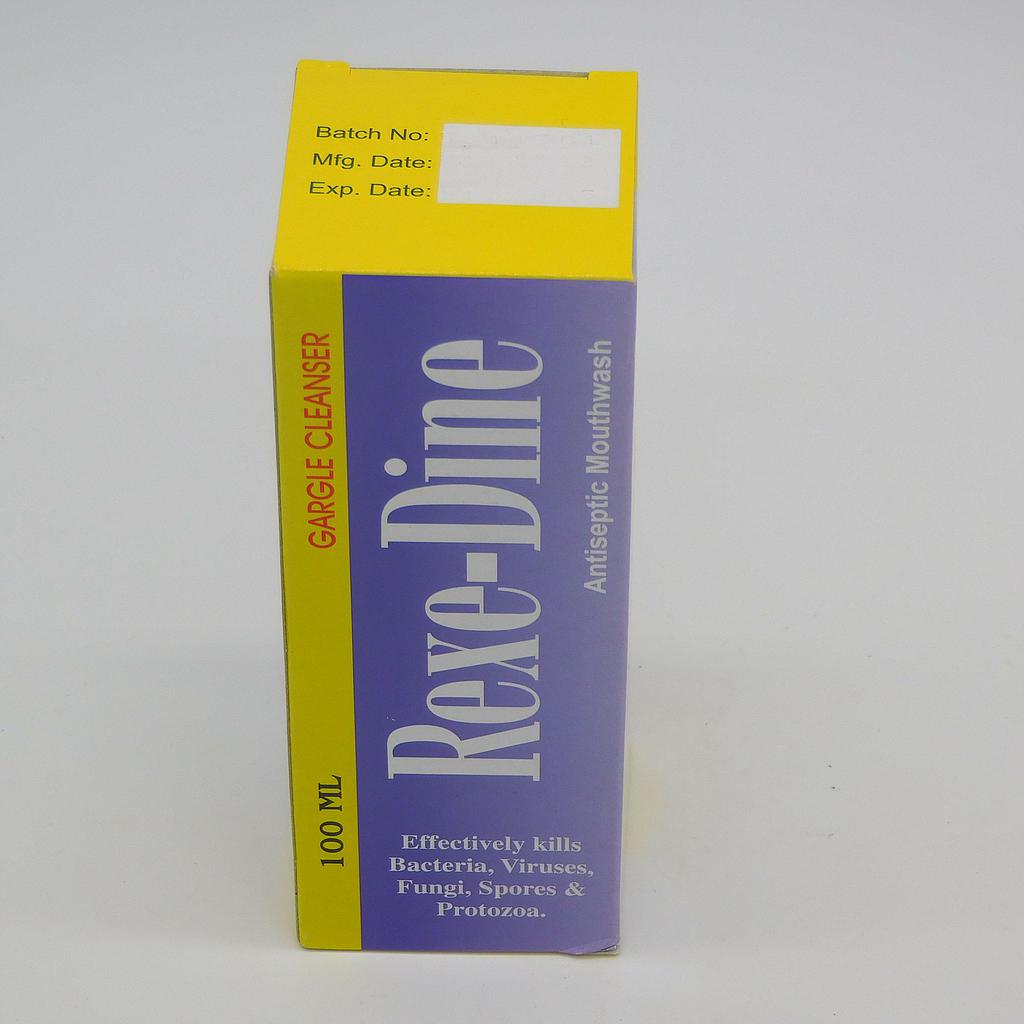 Batch No:
Mfg. Date:
Exp. Date:
GARGLE CLEANSER
100 ML
Rexe-Dine
Antiseptic Mouthwash
Effectively kills
Bacteria, Viruses,
Fungi, Spores &
Protozoa.